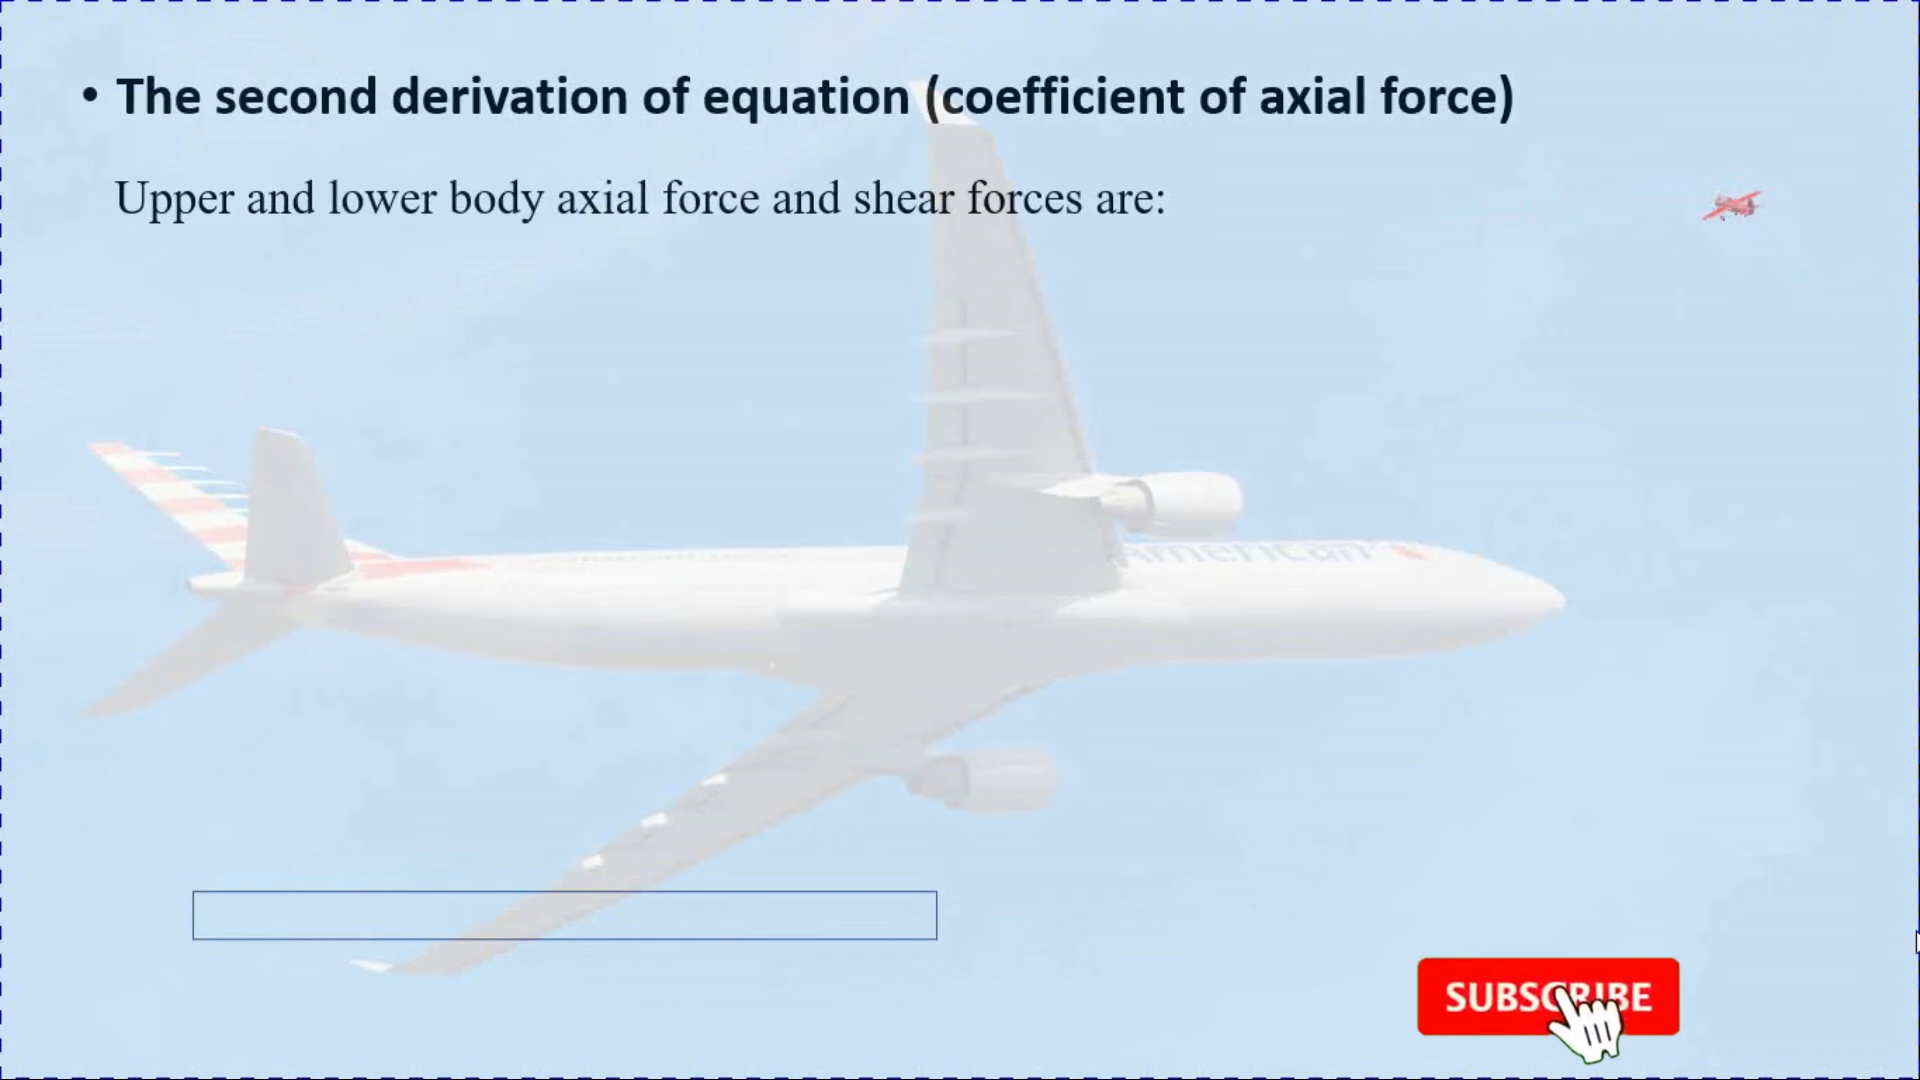 • The second derivation of equation (coefficient of axial force)
Upper and lower body axial force and shear forces are:
American
SUBSCRIBE